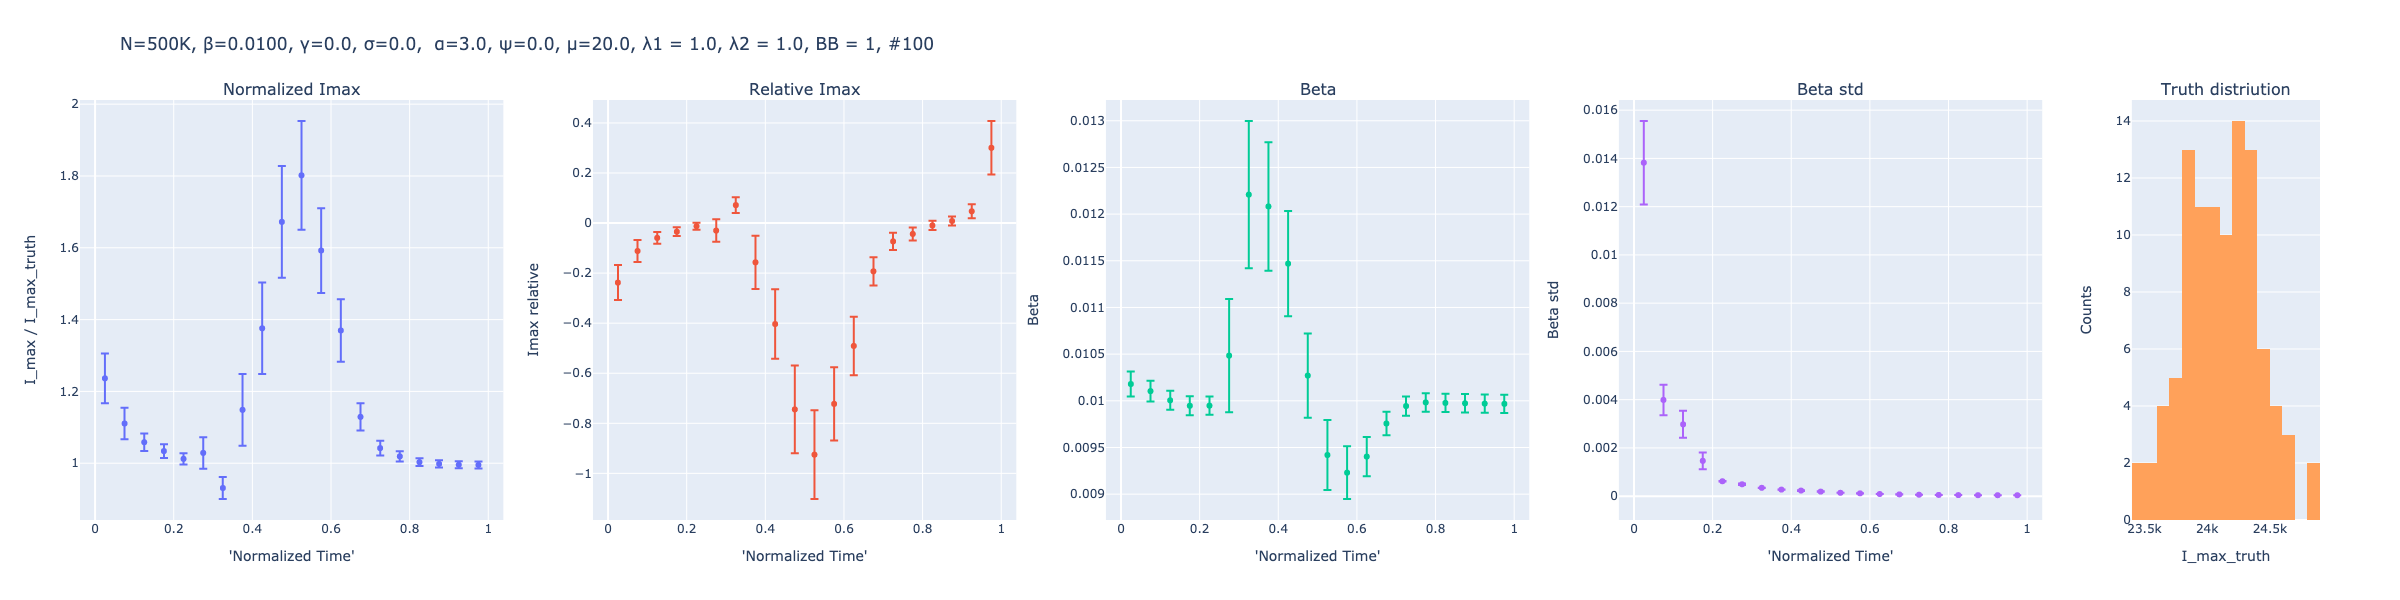 N=500K, β=0.0100, γ=0.0, σ=0.0,  α=3.0, ψ=0.0, μ=20.0, λ1 = 1.0, λ2 = 1.0, BB = 1, #100
Normalized Imax
2
1.8
1.6
1.4
1.2
1
I_max / I_max_truth
0 0.2 0.4 0.6 0.8 1
'Normalized Time'
Relative Imax
0.4
0.2
0
−0.2
−0.4
−0.6
−0.8
−1
Imax relative
0 0.2 0.4 0.6 0.8 1
'Normalized Time'
Beta
0.013
0.0125
0.012
0.0115
0.011
0.0105
0.01
0.0095
0.009
Beta
0 0.2 0.4 0.6 0.8 1
'Normalized Time'
Beta std
0.016
0.014
0.012
0.01
0.008
0.006
0.004
0.002
0
Beta std
0 0.2 0.4 0.6 0.8 1
'Normalized Time'
Truth distriution
14
12
10
8
6
4
2
0
Counts
23.5k 24k 24.5k
I_max_truth